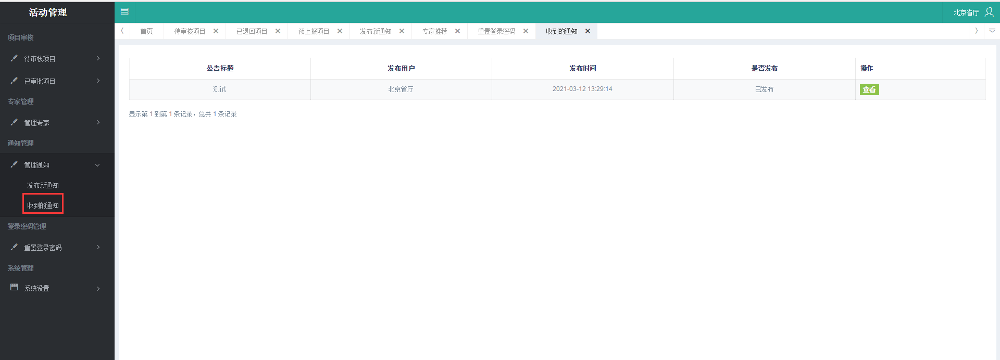 活动管理
北京省厅
首页 待审核项目 已退回项目 预上报项目 发布新通知 专家推荐 重置登录密码 收到的通知
项目审核
待审核项目
已审批项目
专家管理
管理专家
通知管理
管理通知
发布新通知
收到的通知
登录密码管理
重置登录密码
系统管理
系统设置
公告标题 发布用户 发布时间 是否发布 操作
测试 北京省厅 2021-03-12 13:29:14 已发布 查看
显示第 1 到第 1 条记录，总共 1 条记录